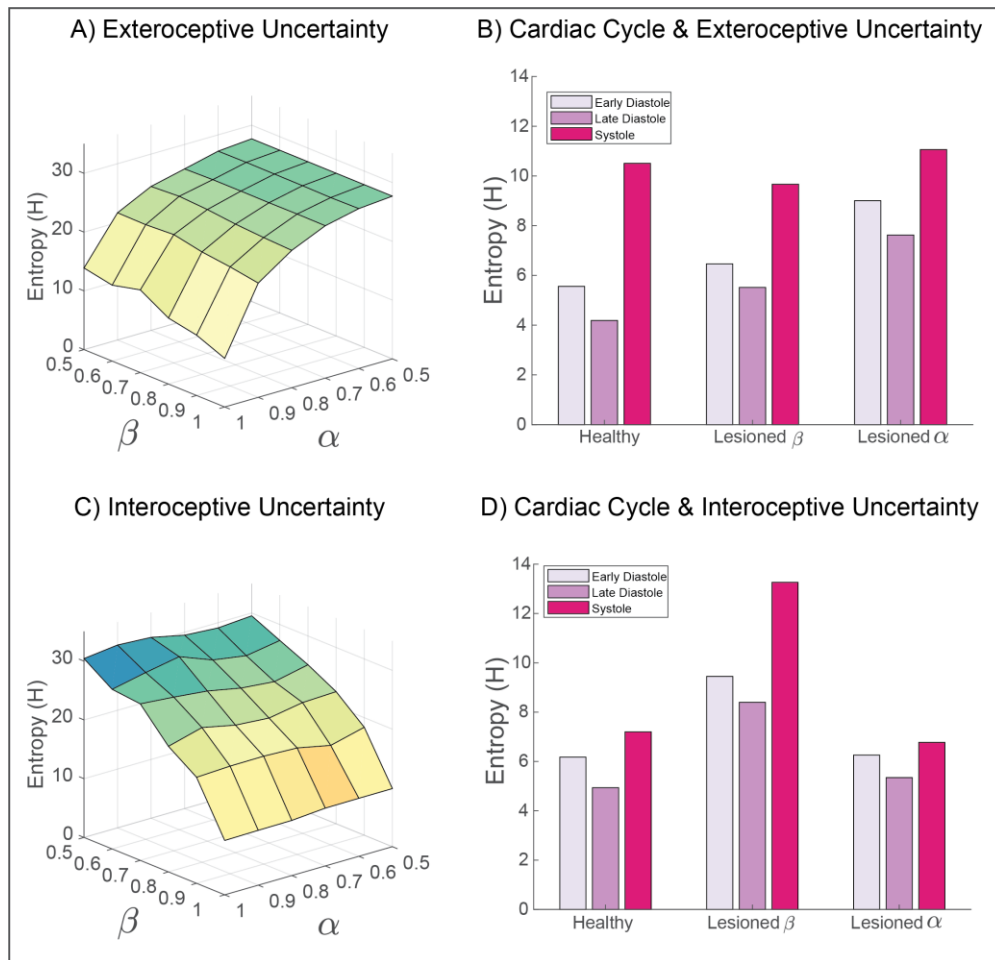 A) Exteroceptive Uncertainty
Entropy (H)
30
20
10
0
0.5
0.6
0.7
0.8
0.9
1
β
1
0.9
0.8
0.7
0.6
0.5
α
B) Cardiac Cycle & Exteroceptive Uncertainty
Entropy (H)
14
12
10
8
6
4
2
0
Early Diastole
Late Diastole
Systole
Healthy
Lesioned β
Lesioned α
C) Interoceptive Uncertainty
Entropy (H)
30
20
10
0
0.5
0.6
0.7
0.8
0.9
1
β
1
0.9
0.8
0.7
0.6
0.5
α
D) Cardiac Cycle & Interoceptive Uncertainty
Entropy (H)
14
12
10
8
6
4
2
0
Early Diastole
Late Diastole
Systole
Healthy
Lesioned β
Lesioned α